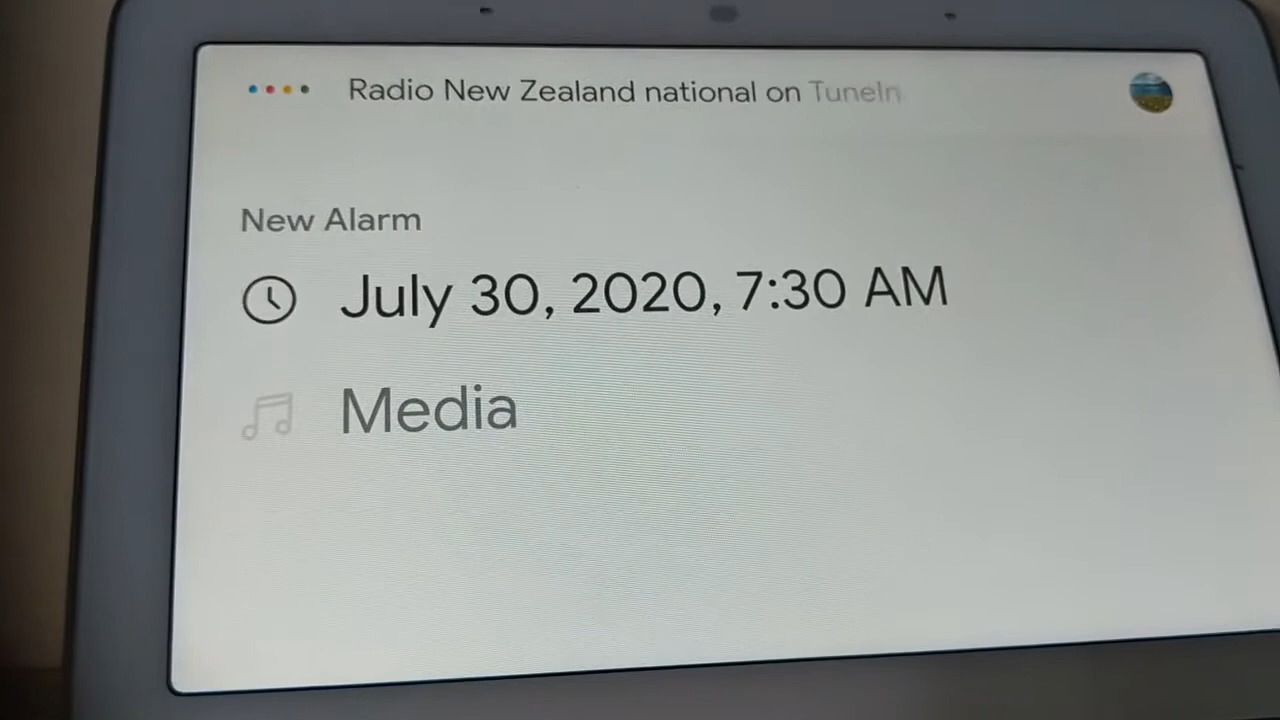 Radio New Zealand national on TuneIn
New Alarm
July 30, 2020, 7:30 AM
Media